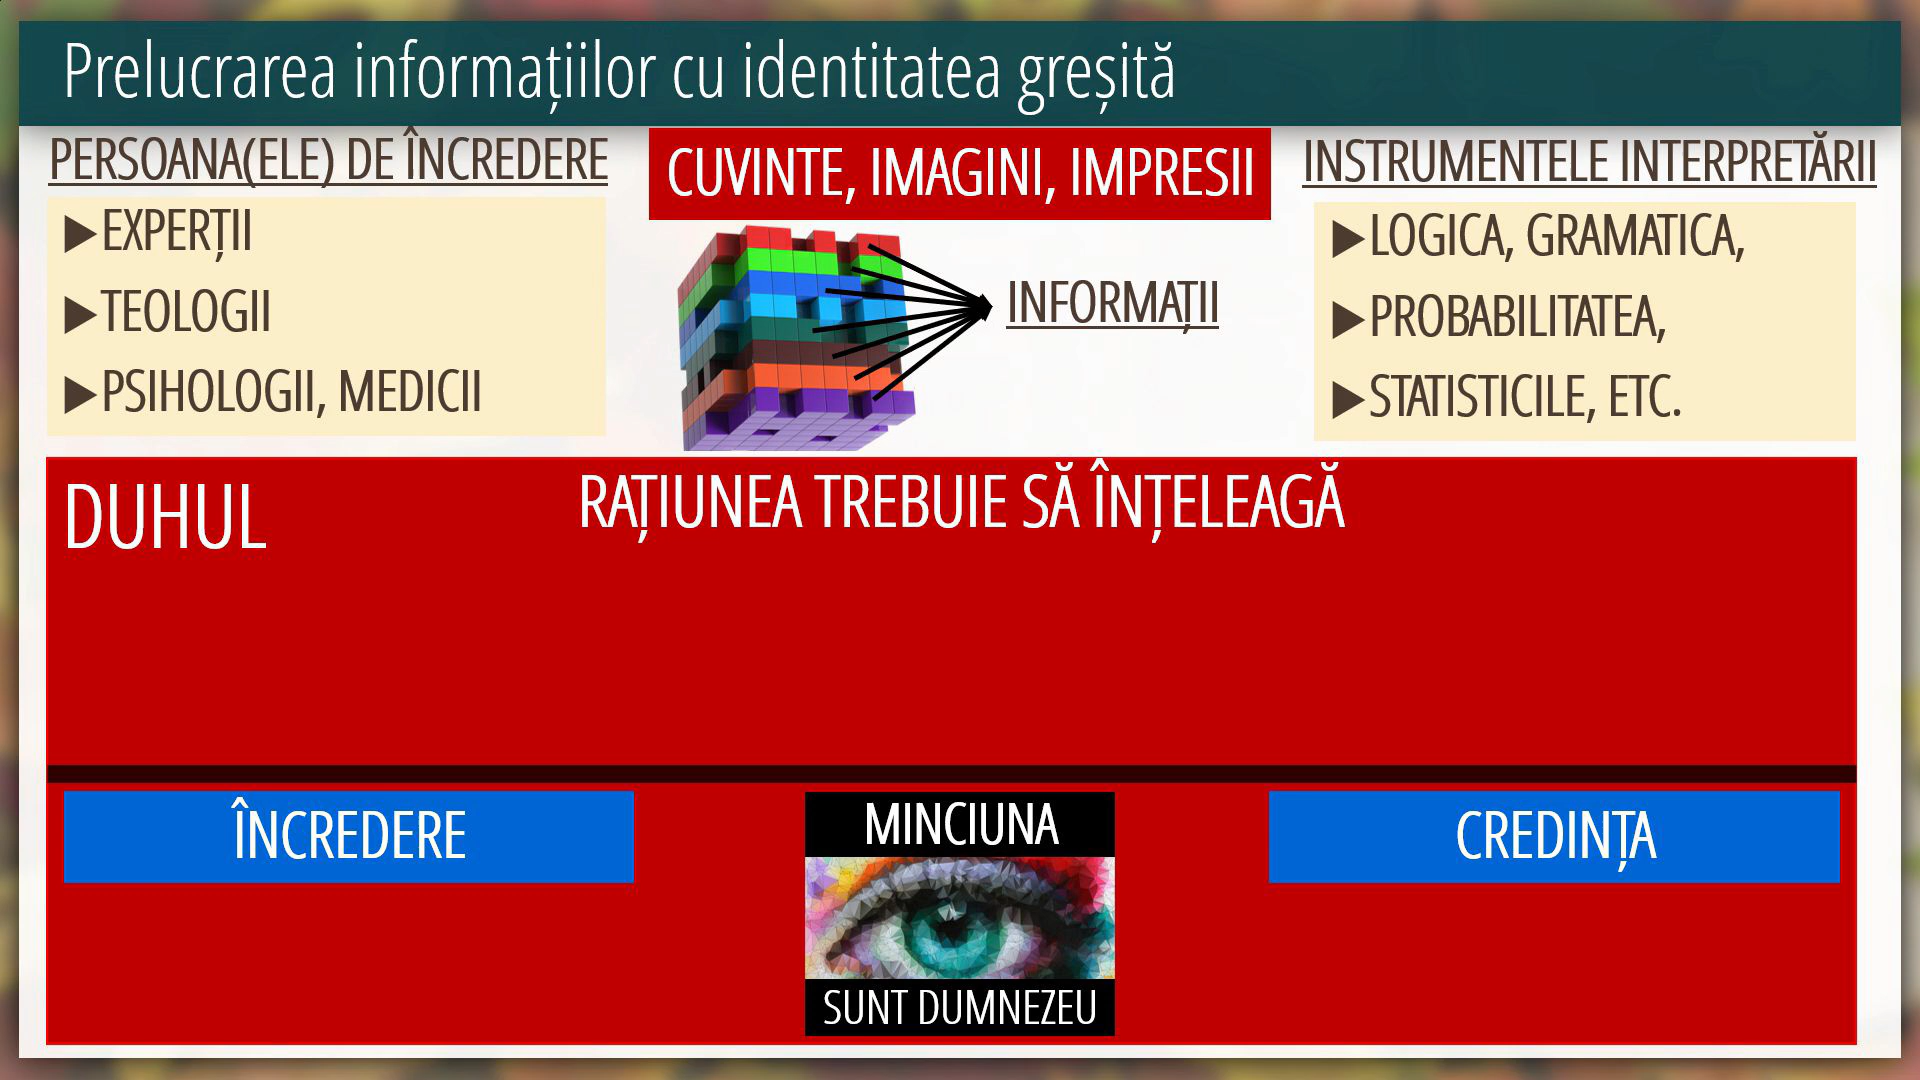 Prelucrarea informațiilor cu identitatea greșită
PERSOANA(ELE) DE ÎNCREDERE
EXPERȚII
TEOLOGII
PSIHOLOGII, MEDICII
CUVINTE, IMAGINI, IMPRESII
INFORMAȚII
INSTRUMENTELE INTERPRETĂRII
LOGICA, GRAMATICA,
PROBABILITATEA,
STATISTICILE, ETC.
DUHUL
RAȚIUNEA TREBUIE SĂ ÎNȚELEAGĂ
ÎNCREDERE
MINCIUNA
SUNT DUMNEZEU
CREDINȚA